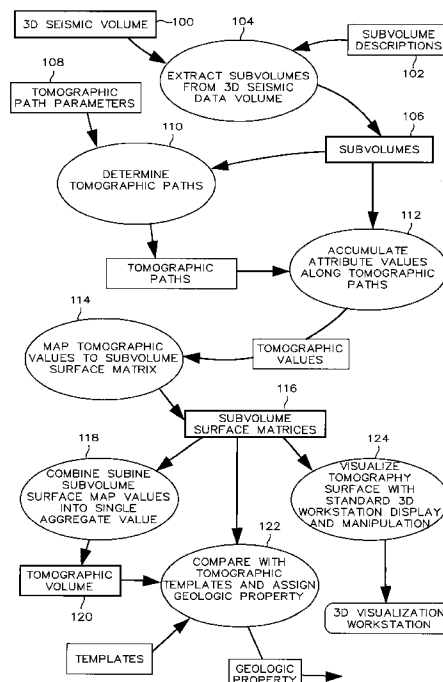 3D SEISMIC VOLUME
100
104
SUBVOLUME
DESCRIPTIONS
102
EXTRACT SUBVOLUMES
FROM 3D SEISMIC
DATA VOLUME
108
TOMOGRAPHIC
PATH PARAMETERS
106
SUBVOLUMES
110
DETERMINE
TOMOGRAPHIC PATHS
112
ACCUMULATE
ATTRIBUTE VALUES
ALONG TOMOGRAPHIC
PATHS
TOMOGRAPHIC
PATHS
114
MAP TOMOGRAPHIC
VALUES TO SUBVOLUME
SURFACE MATRIX
TOMOGRAPHIC
VALUES
116
SUBVOLUME
SURFACE MATRICES
118
COMBINE SUBINE
SUBVOLUME
SURFACE MAP VALUES
INTO SINGLE
AGGREGATE VALUE
124
VISUALIZE
TOMOGRAPHY
SURFACE WITH
STANDARD 3D
WORKSTATION DISPLAY
AND MANIPULATION
122
COMPARE WITH
TOMOGRAPHIC
TEMPLATES AND ASSIGN
GEOLOGIC PROPERTY
TOMOGRAPHIC
VOLUME
120
3D VISUALIZATION
WORKSTATION
TEMPLATES
GEOLOGIC
PROPERTY